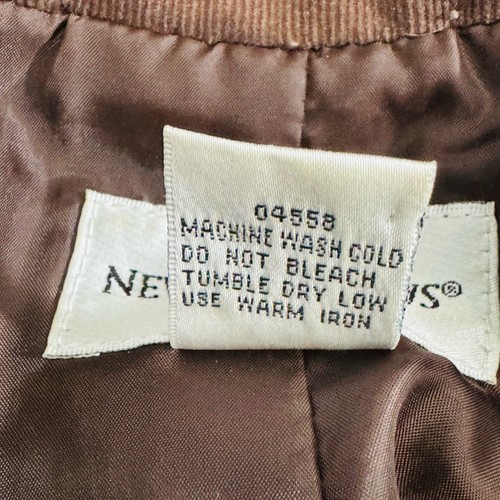 04558
MACHINE WASH COLD
DO NOT BLEACH
TUMBLE DRY LOW
USE WARM IRON